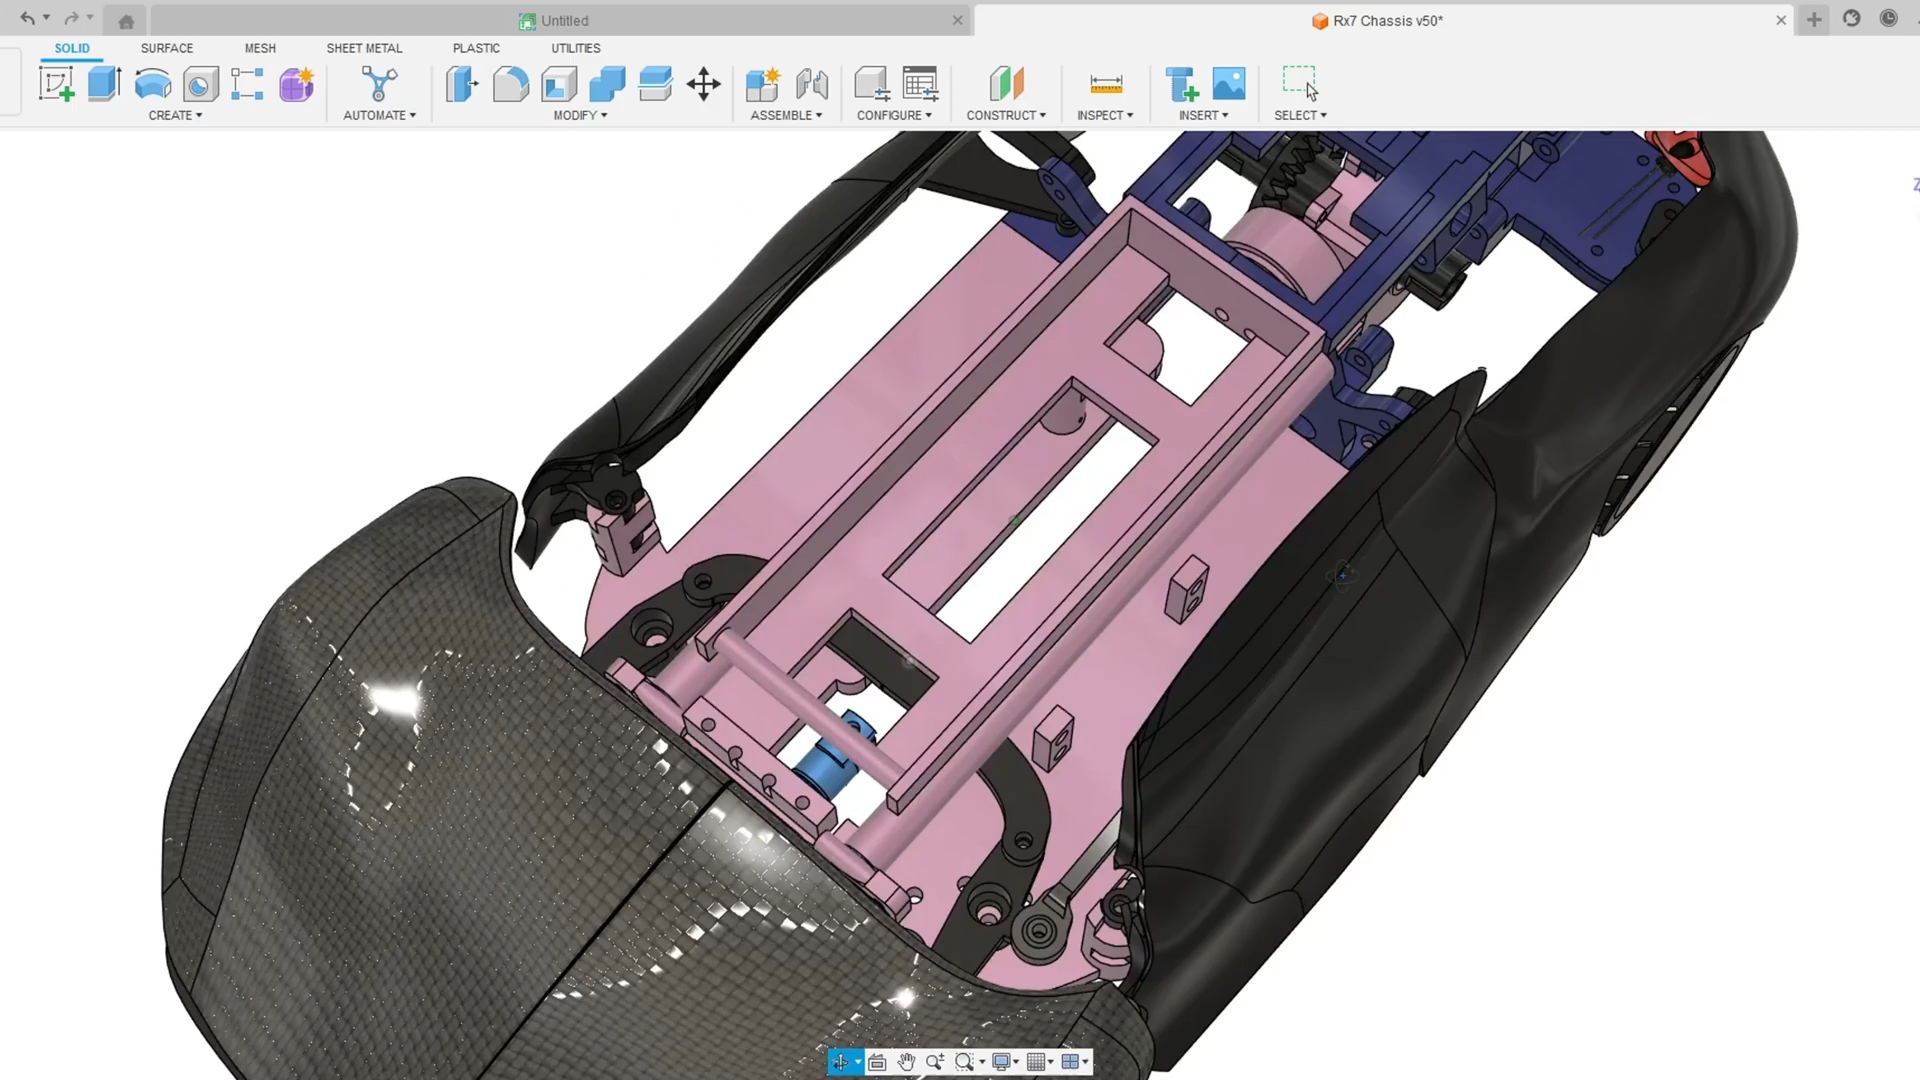 Untitled
Rx7 Chassis v50*
SOLID SURFACE MESH SHEET METAL PLASTIC UTILITIES
CREATE AUTOMATE MODIFY ASSEMBLE CONFIGURE CONSTRUCT INSPECT INSERT SELECT
Z